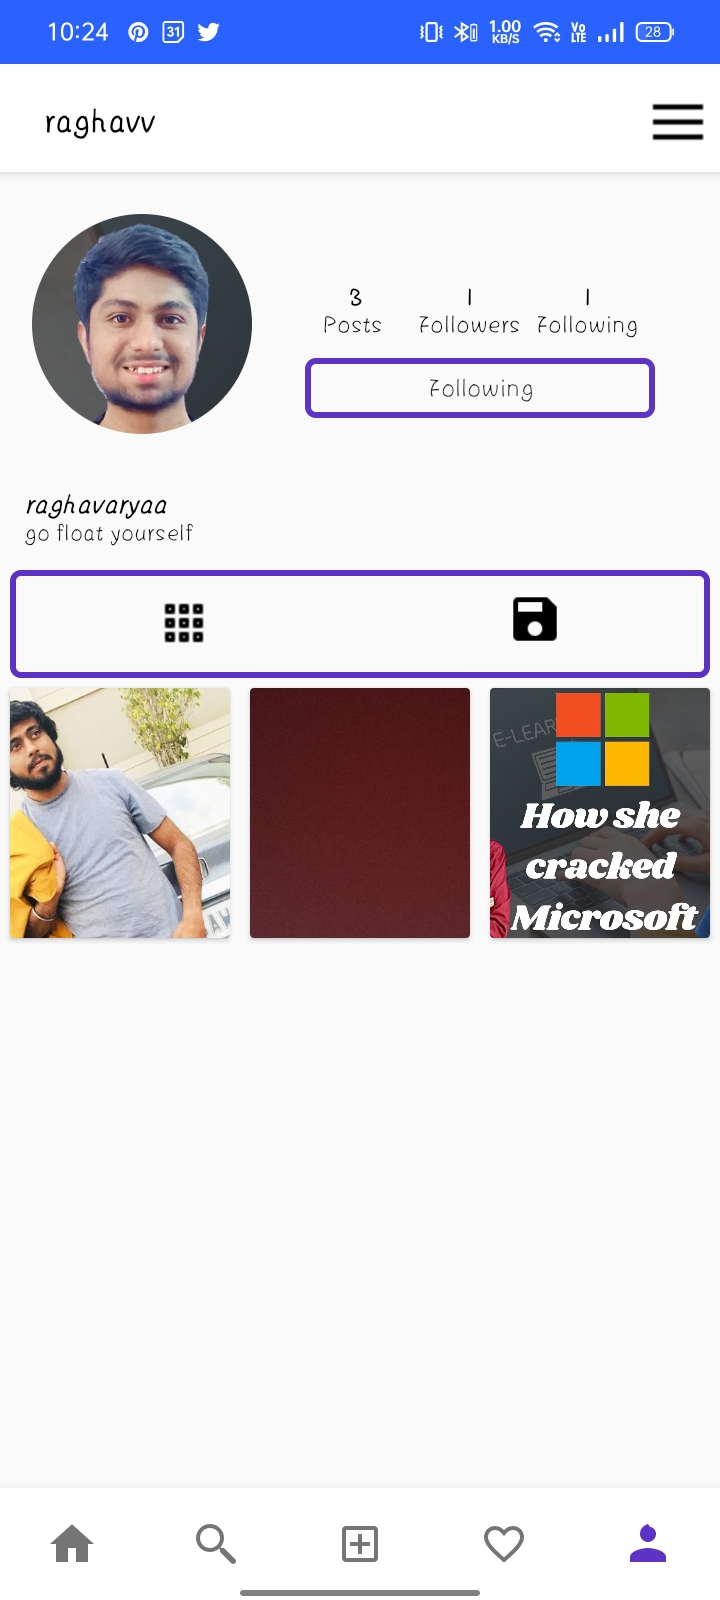 10:24 31 1.00 KB/S Vo LTE 28
raghavv
3 1 1
Posts Followers Following
Following
raghavaryaa
go float yourself
E-LEAR
How she
cracked
Microsoft